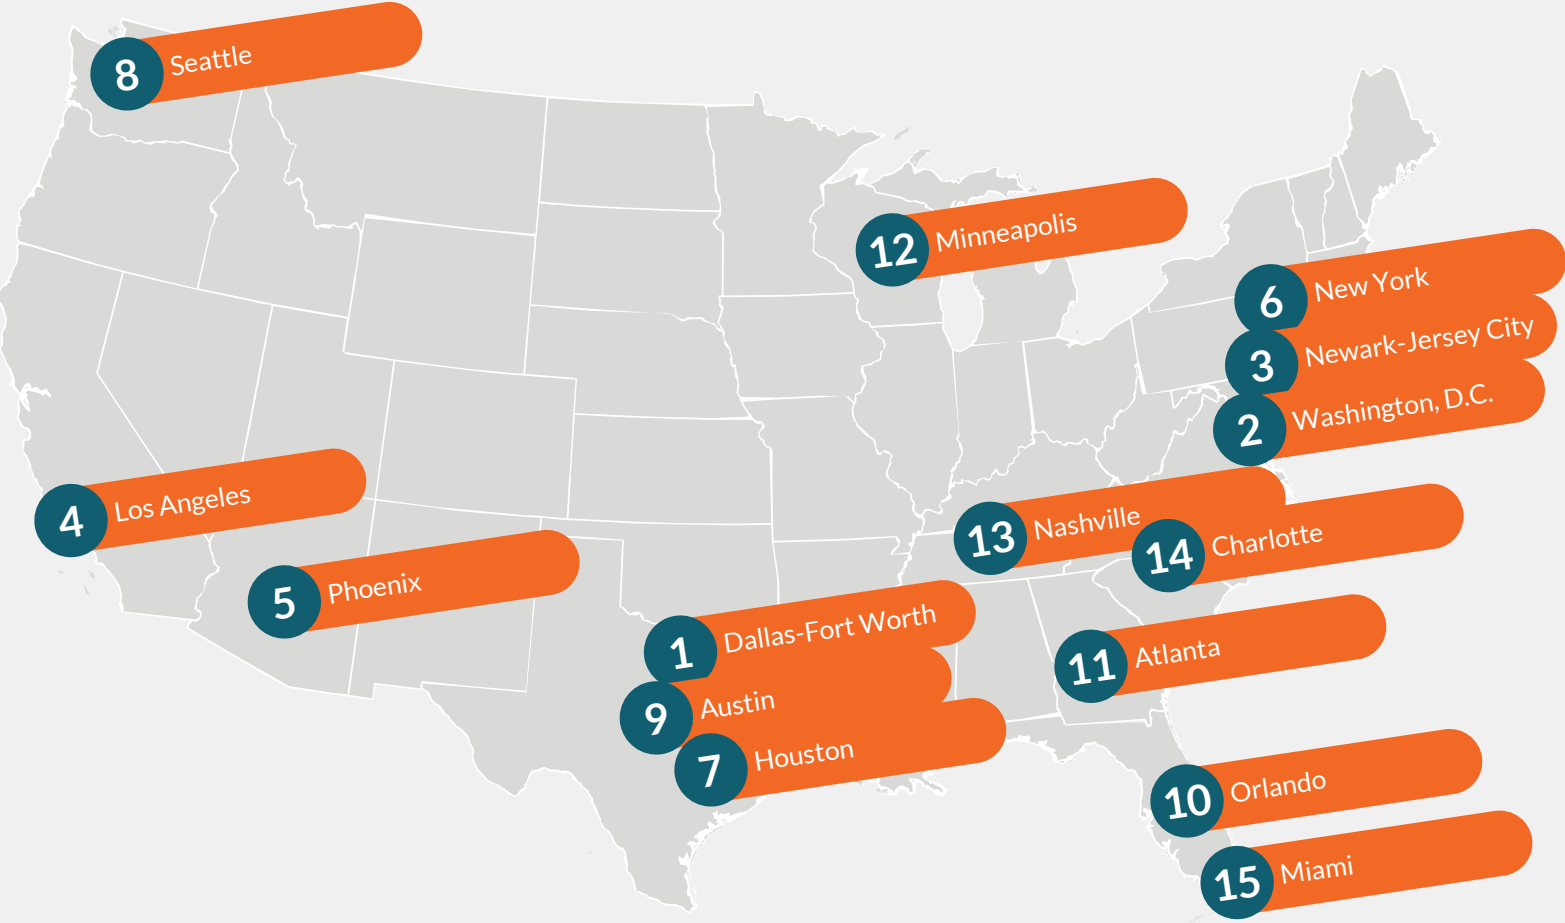 8 Seattle
12 Minneapolis
6 New York
3 Newark-Jersey City
2 Washington, D.C.
4 Los Angeles
13 Nashville
14 Charlotte
5 Phoenix
1 Dallas-Fort Worth
11 Atlanta
9 Austin
7 Houston
10 Orlando
15 Miami